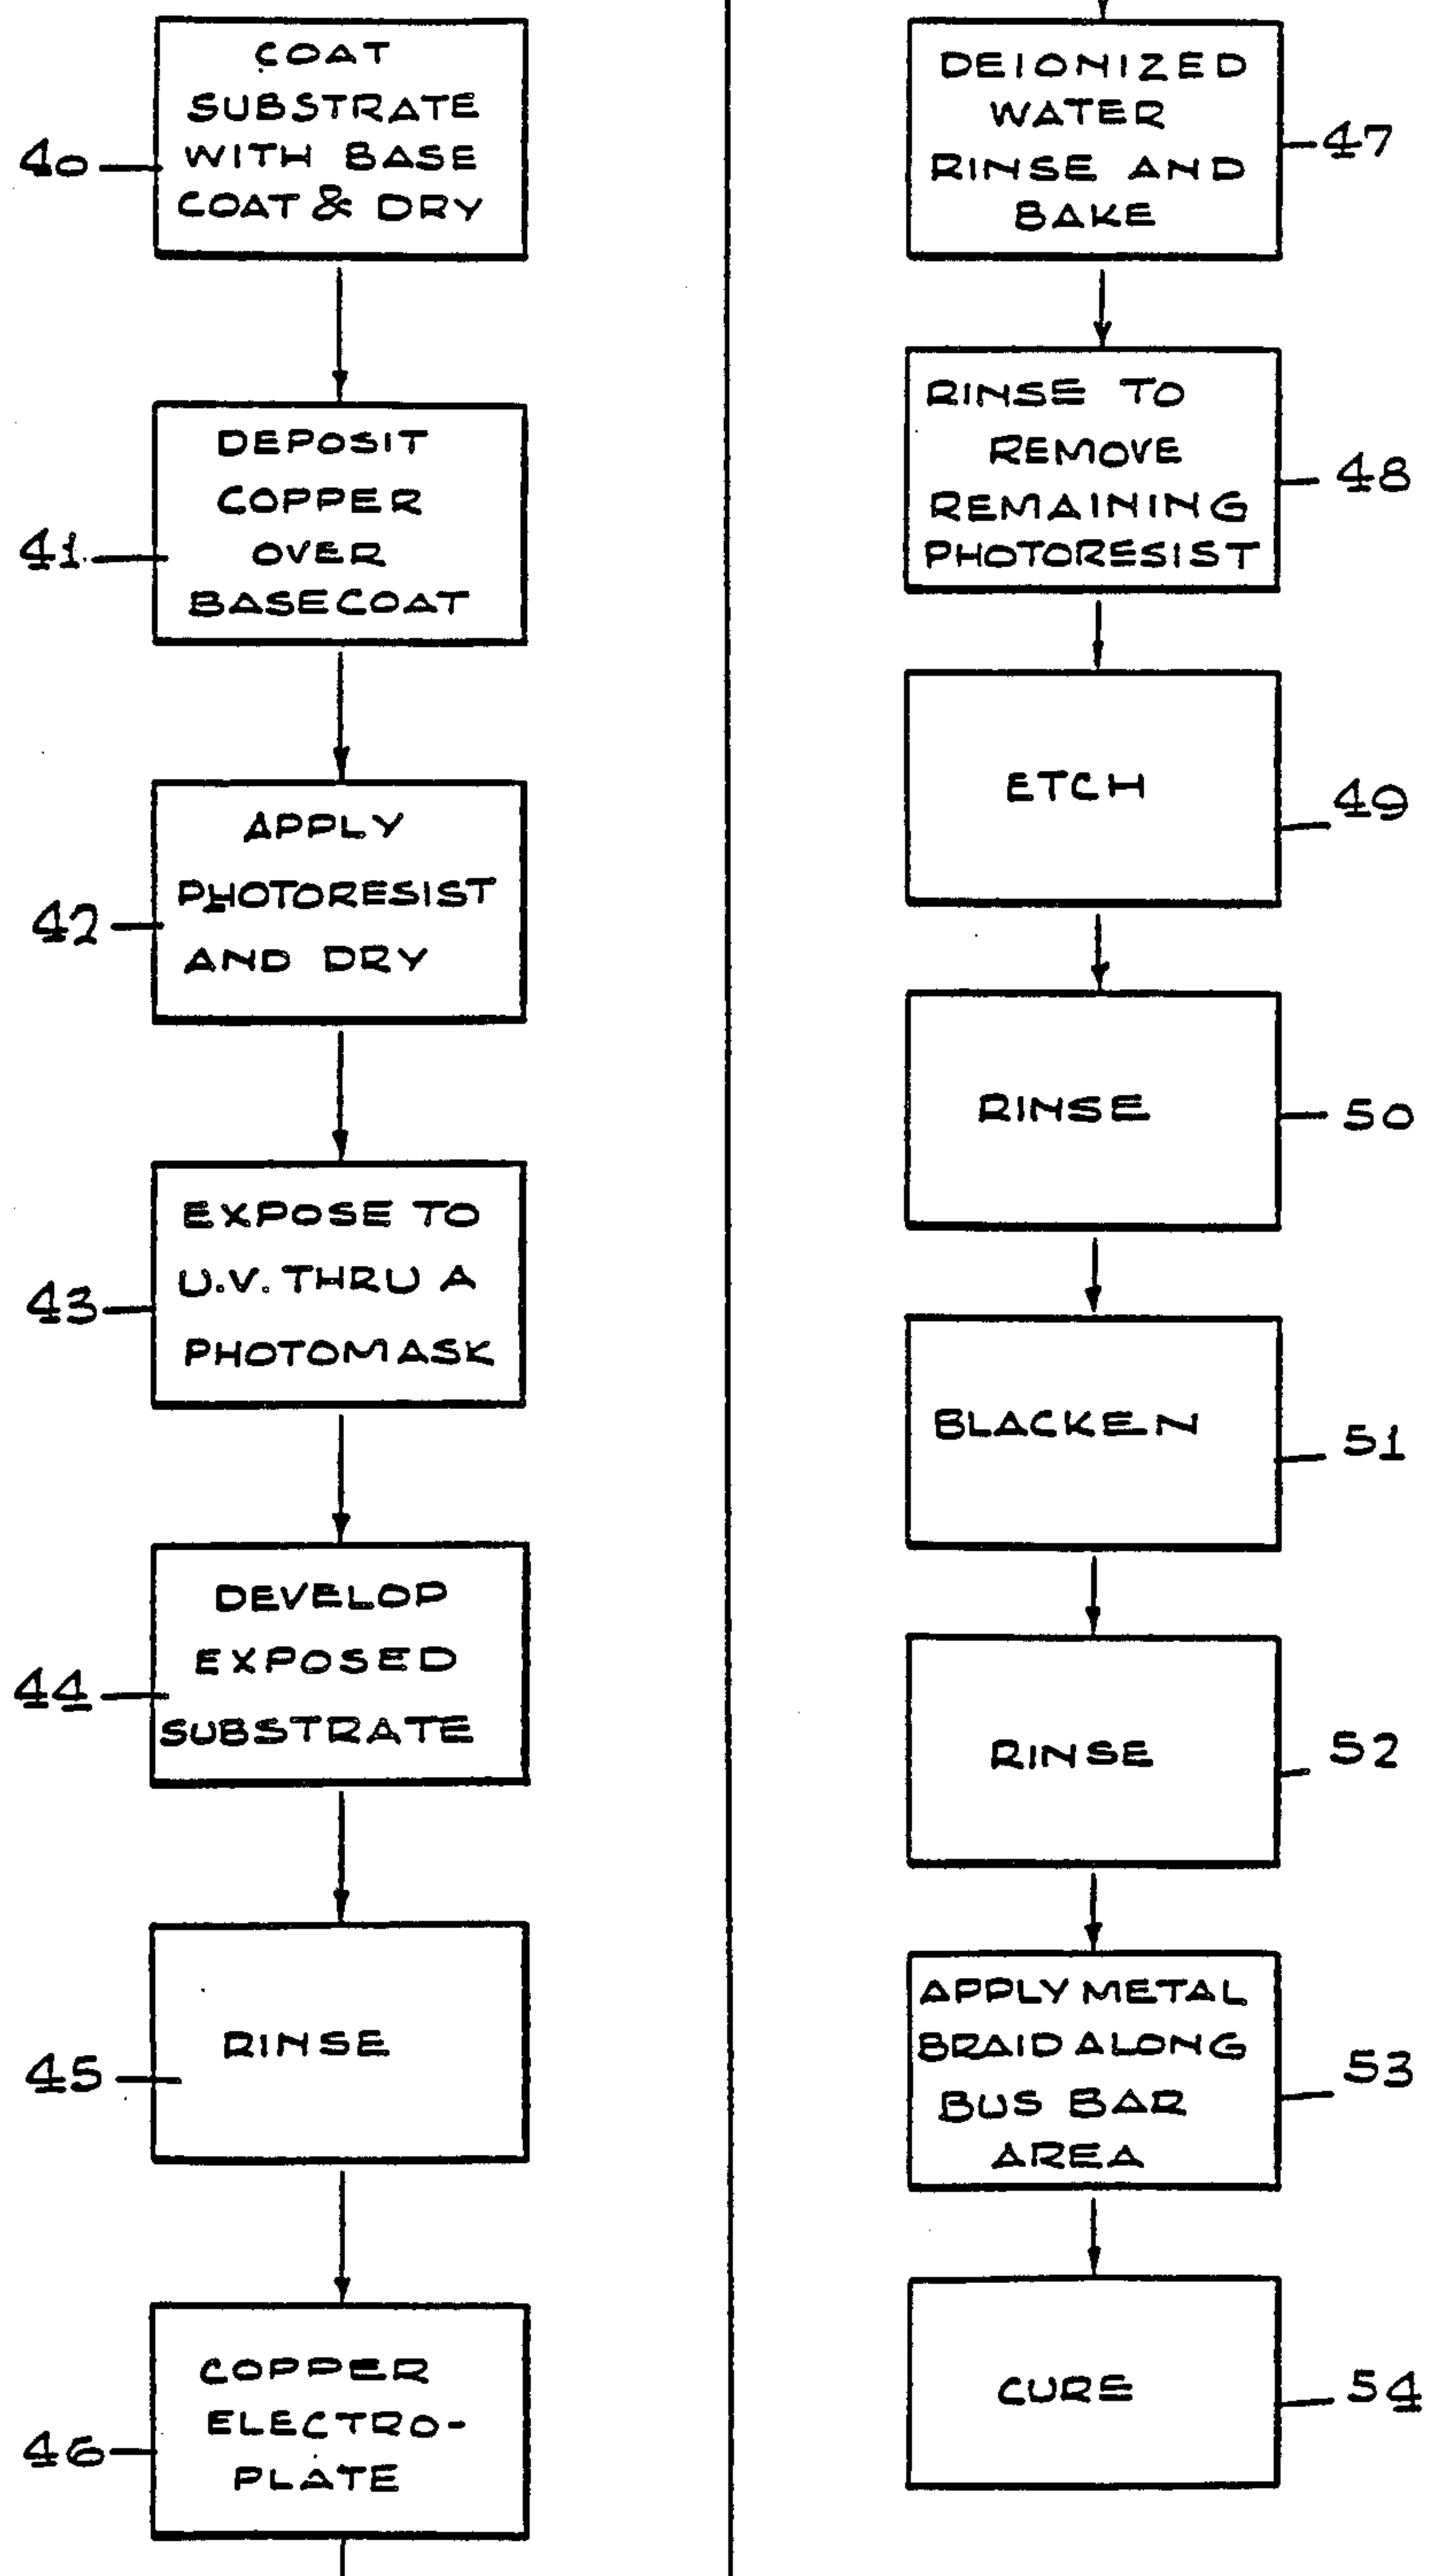 40
COAT
SUBSTRATE
WITH BASE
COAT & DRY
41
DEPOSIT
COPPER
OVER
BASECOAT
42
APPLY
PHOTORESIST
AND DRY
43
EXPOSE TO
U.V. THRU A
PHOTOMASK
44
DEVELOP
EXPOSED
SUBSTRATE
45
RINSE
46
COPPER
ELECTRO-
PLATE
DEIONIZED
WATER
RINSE AND
BAKE
47
RINSE TO
REMOVE
REMAINING
PHOTORESIST
48
ETCH
49
RINSE
50
BLACKEN
51
RINSE
52
APPLY METAL
BRAID ALONG
BUS BAR
AREA
53
CURE
54